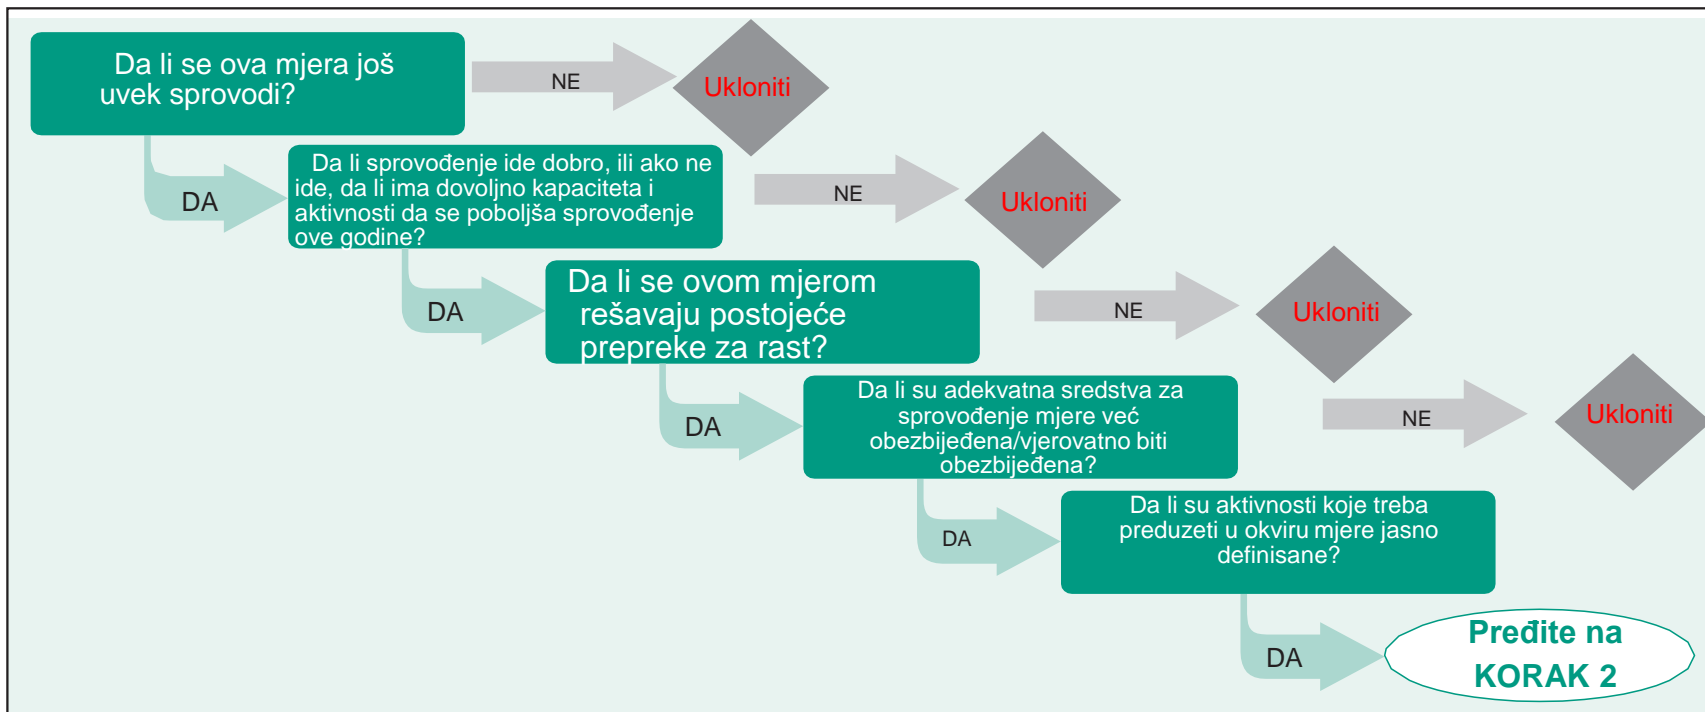 Da li se ova mjera još
uvek sprovodi?
NE
Ukloniti
DA
Da li sprovođenje ide dobro, ili ako ne
ide, da li ima dovoljno kapaciteta i
aktivnosti da se poboljša sprovođenje
ove godine?
NE
Ukloniti
DA
Da li se ovom mjerom
rešavaju postojeće
prepreke za rast?
NE
Ukloniti
DA
Da li su adekvatna sredstva za
sprovođenje mjere već
obezbijeđena/vjerovatno biti
obezbijeđena?
NE
Ukloniti
DA
Da li su aktivnosti koje treba
preduzeti u okviru mjere jasno
definisane?
DA
Pređite na
KORAK 2